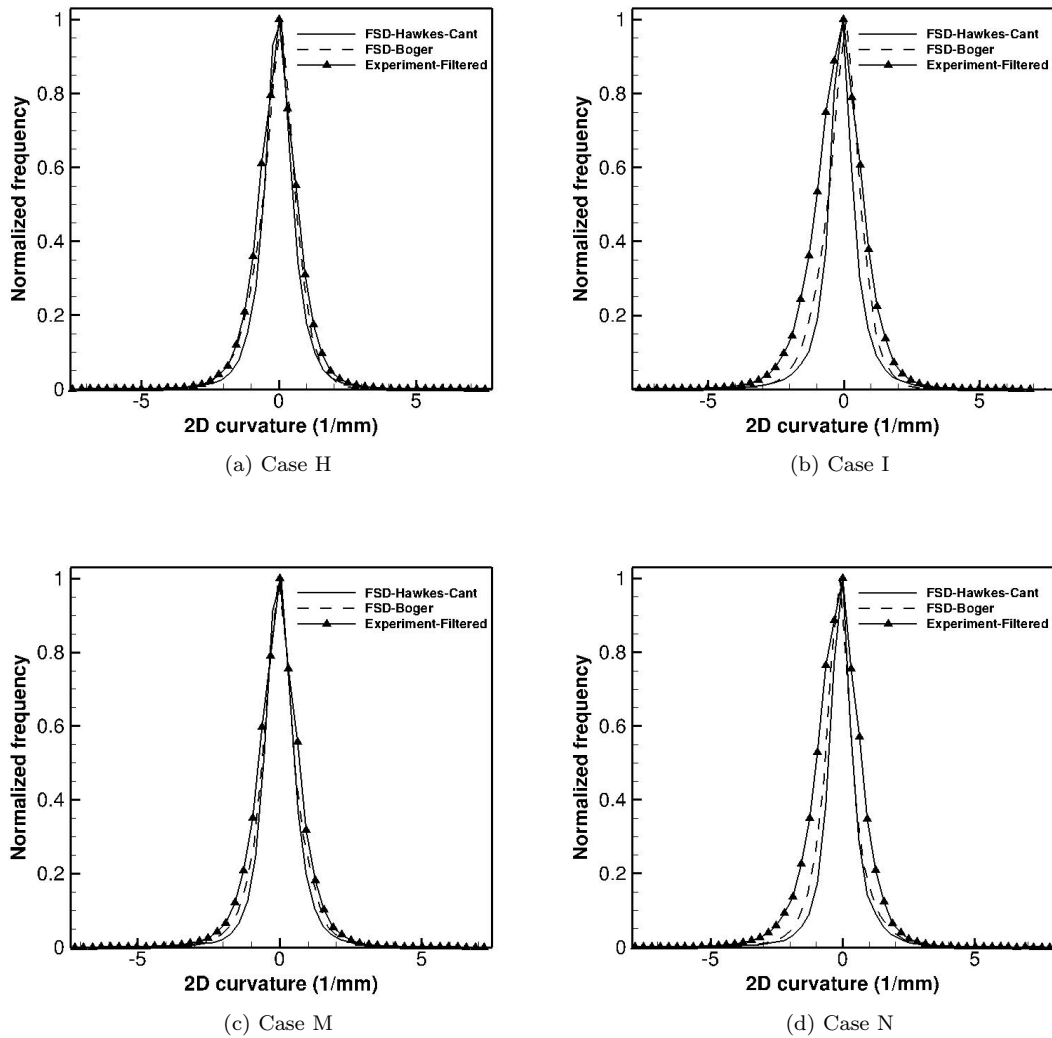 FSD-Hawkes-Cant
FSD-Boger
Experiment-Filtered
Normalized frequency
1
0.8
0.6
0.4
0.2
0
-5
0
5
2D curvature (1/mm)
(a) Case H
FSD-Hawkes-Cant
FSD-Boger
Experiment-Filtered
Normalized frequency
1
0.8
0.6
0.4
0.2
0
-5
0
5
2D curvature (1/mm)
(b) Case I
FSD-Hawkes-Cant
FSD-Boger
Experiment-Filtered
Normalized frequency
1
0.8
0.6
0.4
0.2
0
-5
0
5
2D curvature (1/mm)
(c) Case M
FSD-Hawkes-Cant
FSD-Boger
Experiment-Filtered
Normalized frequency
1
0.8
0.6
0.4
0.2
0
-5
0
5
2D curvature (1/mm)
(d) Case N